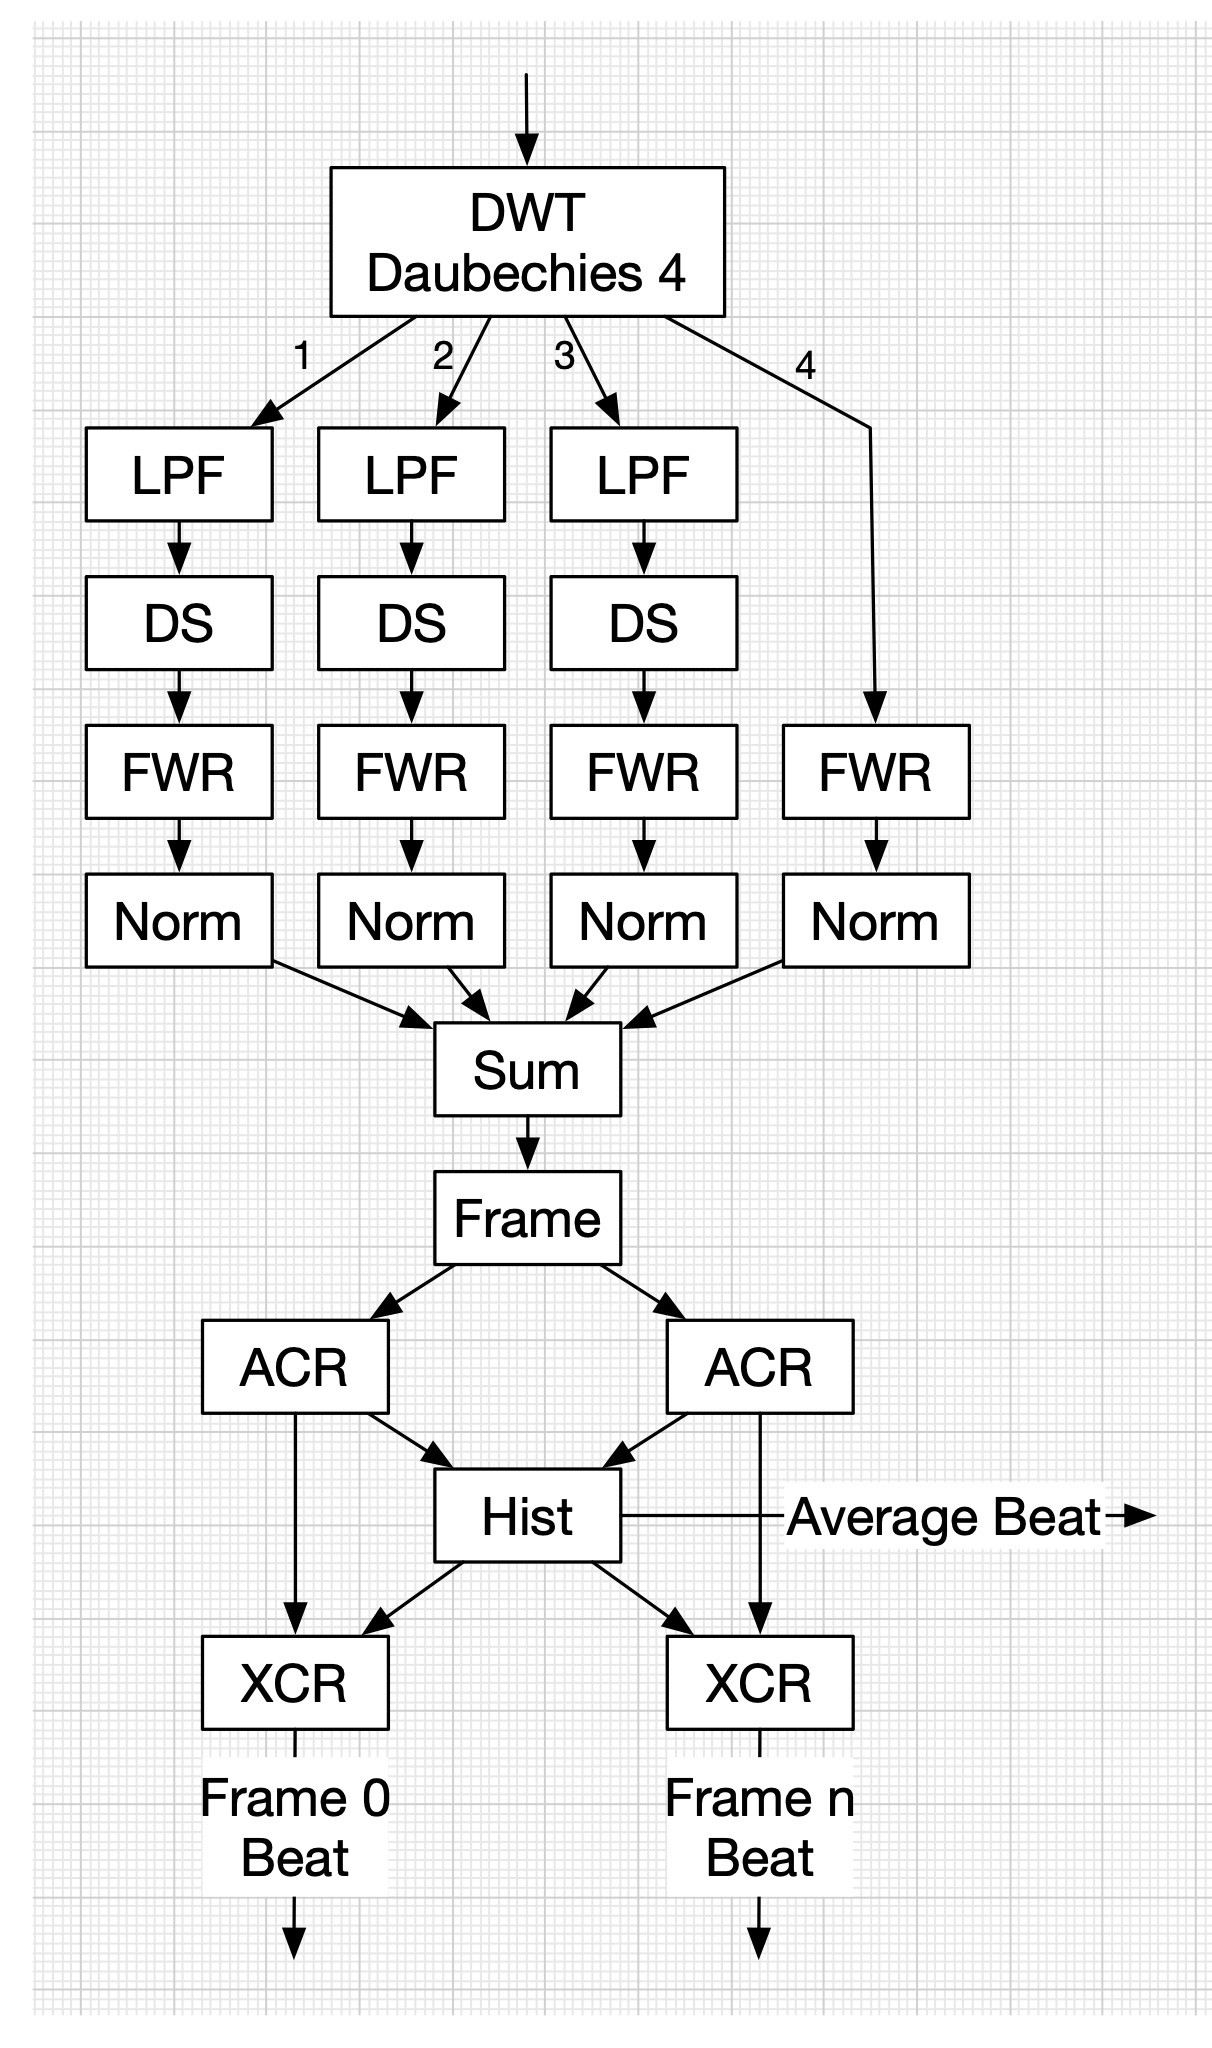 DWT
Daubechies 4
1
2
3
4
LPF
LPF
LPF
DS
DS
DS
FWR
FWR
FWR
FWR
Norm
Norm
Norm
Norm
Sum
Frame
ACR
ACR
Hist
Average Beat
XCR
XCR
Frame 0
Beat
Frame n
Beat